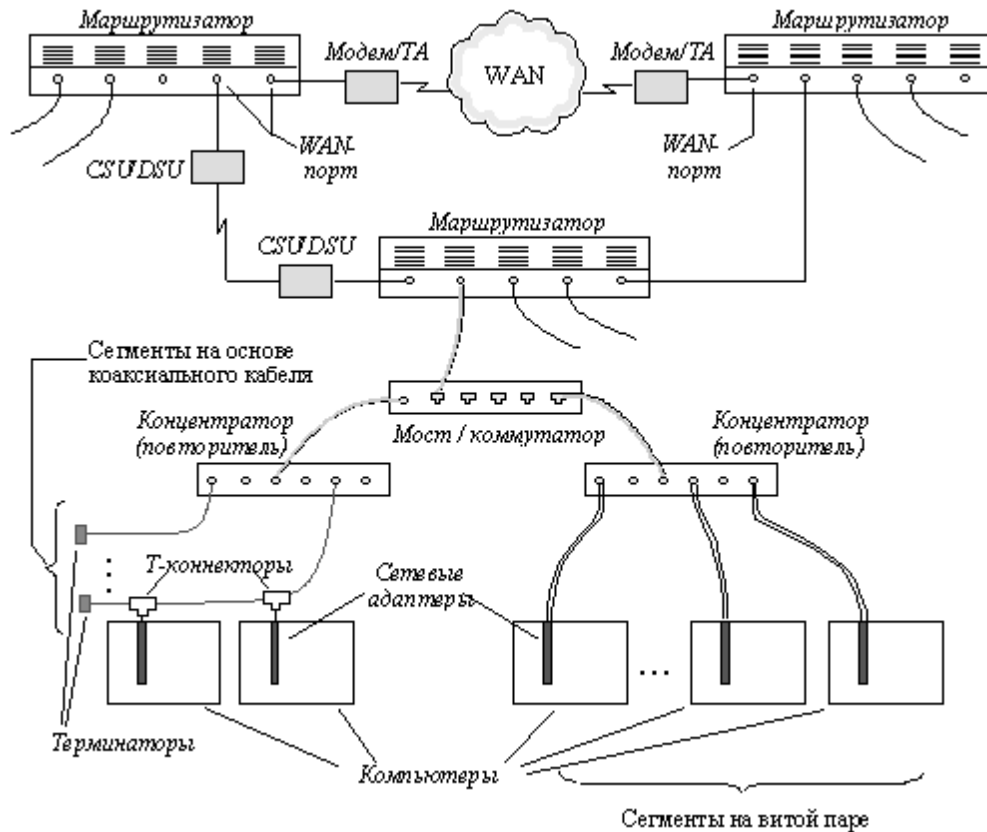 Маршрутизатор
Маршрутизатор
Модем/ТА
WAN
Модем/ТА
WAN-
порт
WAN-
порт
CSU/DSU
Маршрутизатор
CSU/DSU
Сегменты на основе
коаксиального кабеля
Концентратор
(повторитель)
Мост / коммутатор
Концентратор
(повторитель)
Т-коннекторы
Сетевые
адаптеры
...
Терминаторы
Компьютеры
Сегменты на витой паре